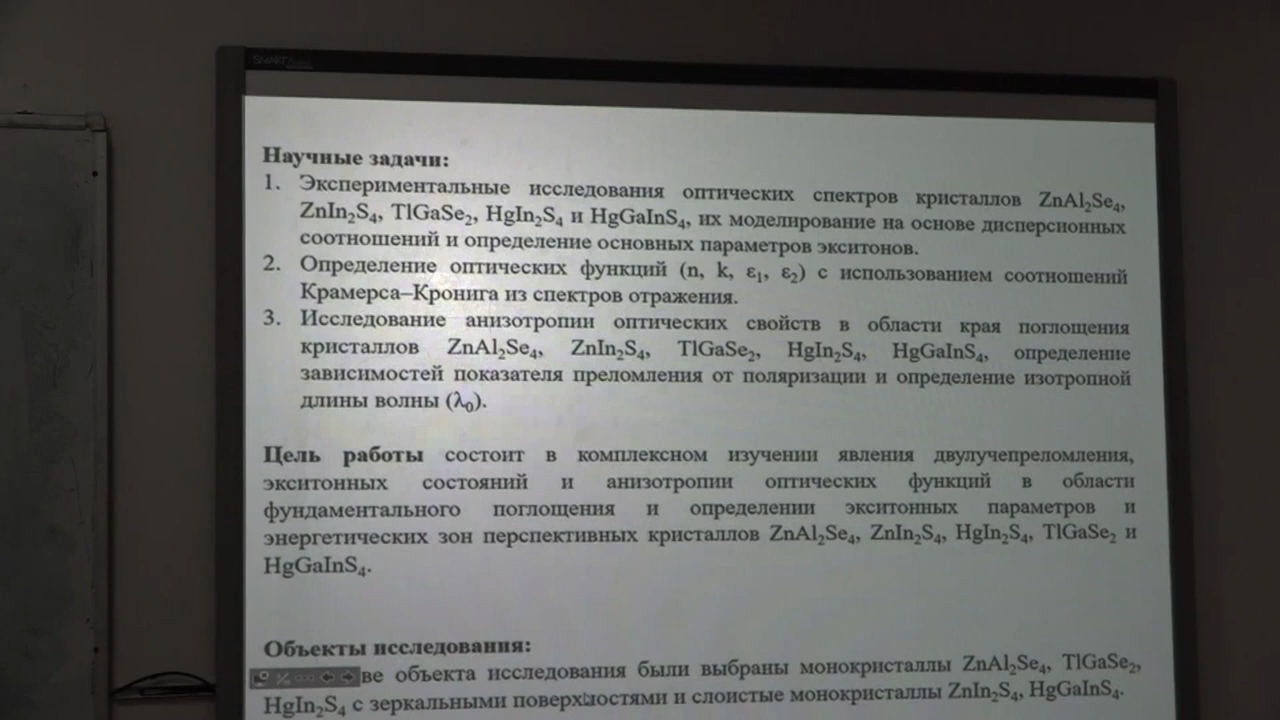 SMART
Научные задачи:
1. Экспериментальные исследования оптических спектров кристаллов ZnAl₂Se₄,
ZnIn₂S₄, TlGaSe₂, HgIn₂S₄ и HgGaInS₄, их моделирование на основе дисперсионных
соотношений и определение основных параметров экситонов.
2. Определение оптических функций (n, k, ε₁, ε₂) с использованием соотношений
Крамерса–Кронига из спектров отражения.
3. Исследование анизотропии оптических свойств в области края поглощения
кристаллов ZnAl₂Se₄, ZnIn₂S₄, TlGaSe₂, HgIn₂S₄, HgGaInS₄, определение
зависимостей показателя преломления от поляризации и определение изотропной
длины волны (λ₀).
Цель работы состоит в комплексном изучении явления двулучепреломления,
экситонных состояний и анизотропии оптических функций в области
фундаментального поглощения и определении экситонных параметров и
энергетических зон перспективных кристаллов ZnAl₂Se₄, ZnIn₂S₄, HgIn₂S₄, TlGaSe₂ и
HgGaInS₄.
Объекты исследования:
ве объекта исследования были выбраны монокристаллы ZnAl₂Se₄, TlGaSe₂,
HgIn₂S₄ с зеркальными поверхностями и слоистые монокристаллы ZnIn₂S₄, HgGaInS₄.